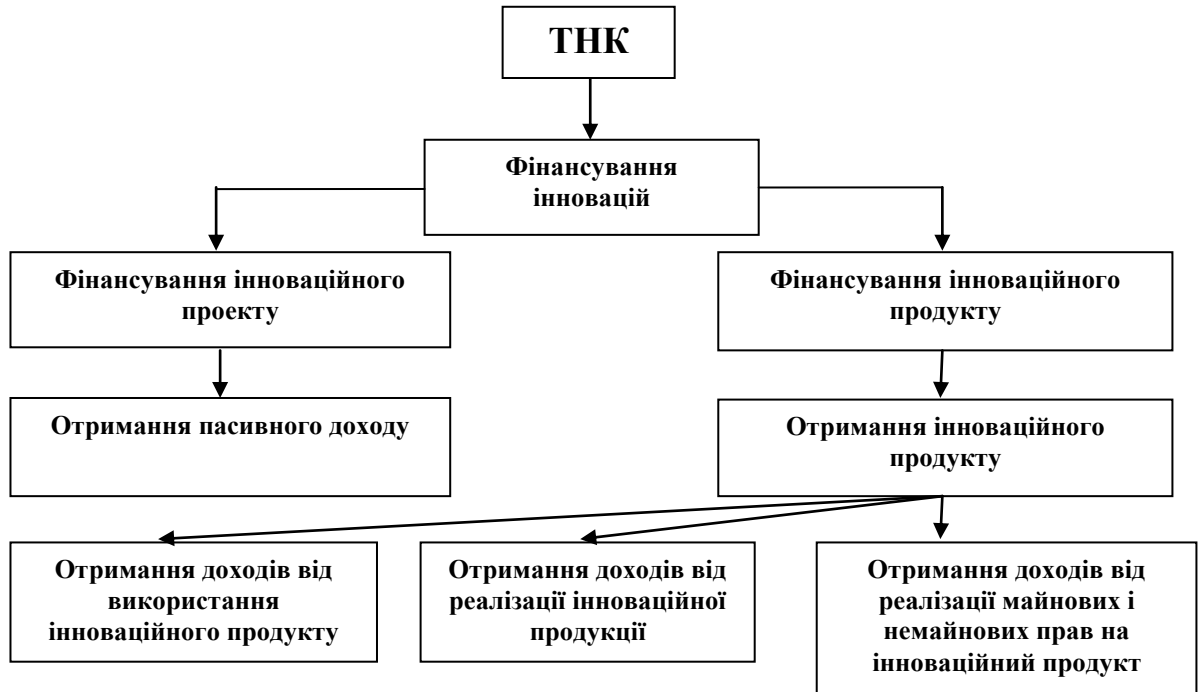 ТНК
Фінансування
інновацій
Фінансування інноваційного
проекту
Фінансування інноваційного
продукту
Отримання пасивного доходу
Отримання інноваційного
продукту
Отримання доходів від
використання
інноваційного продукту
Отримання доходів від
реалізації інноваційної
продукції
Отримання доходів від
реалізації майнових і
немайнових прав на
інноваційний продукт